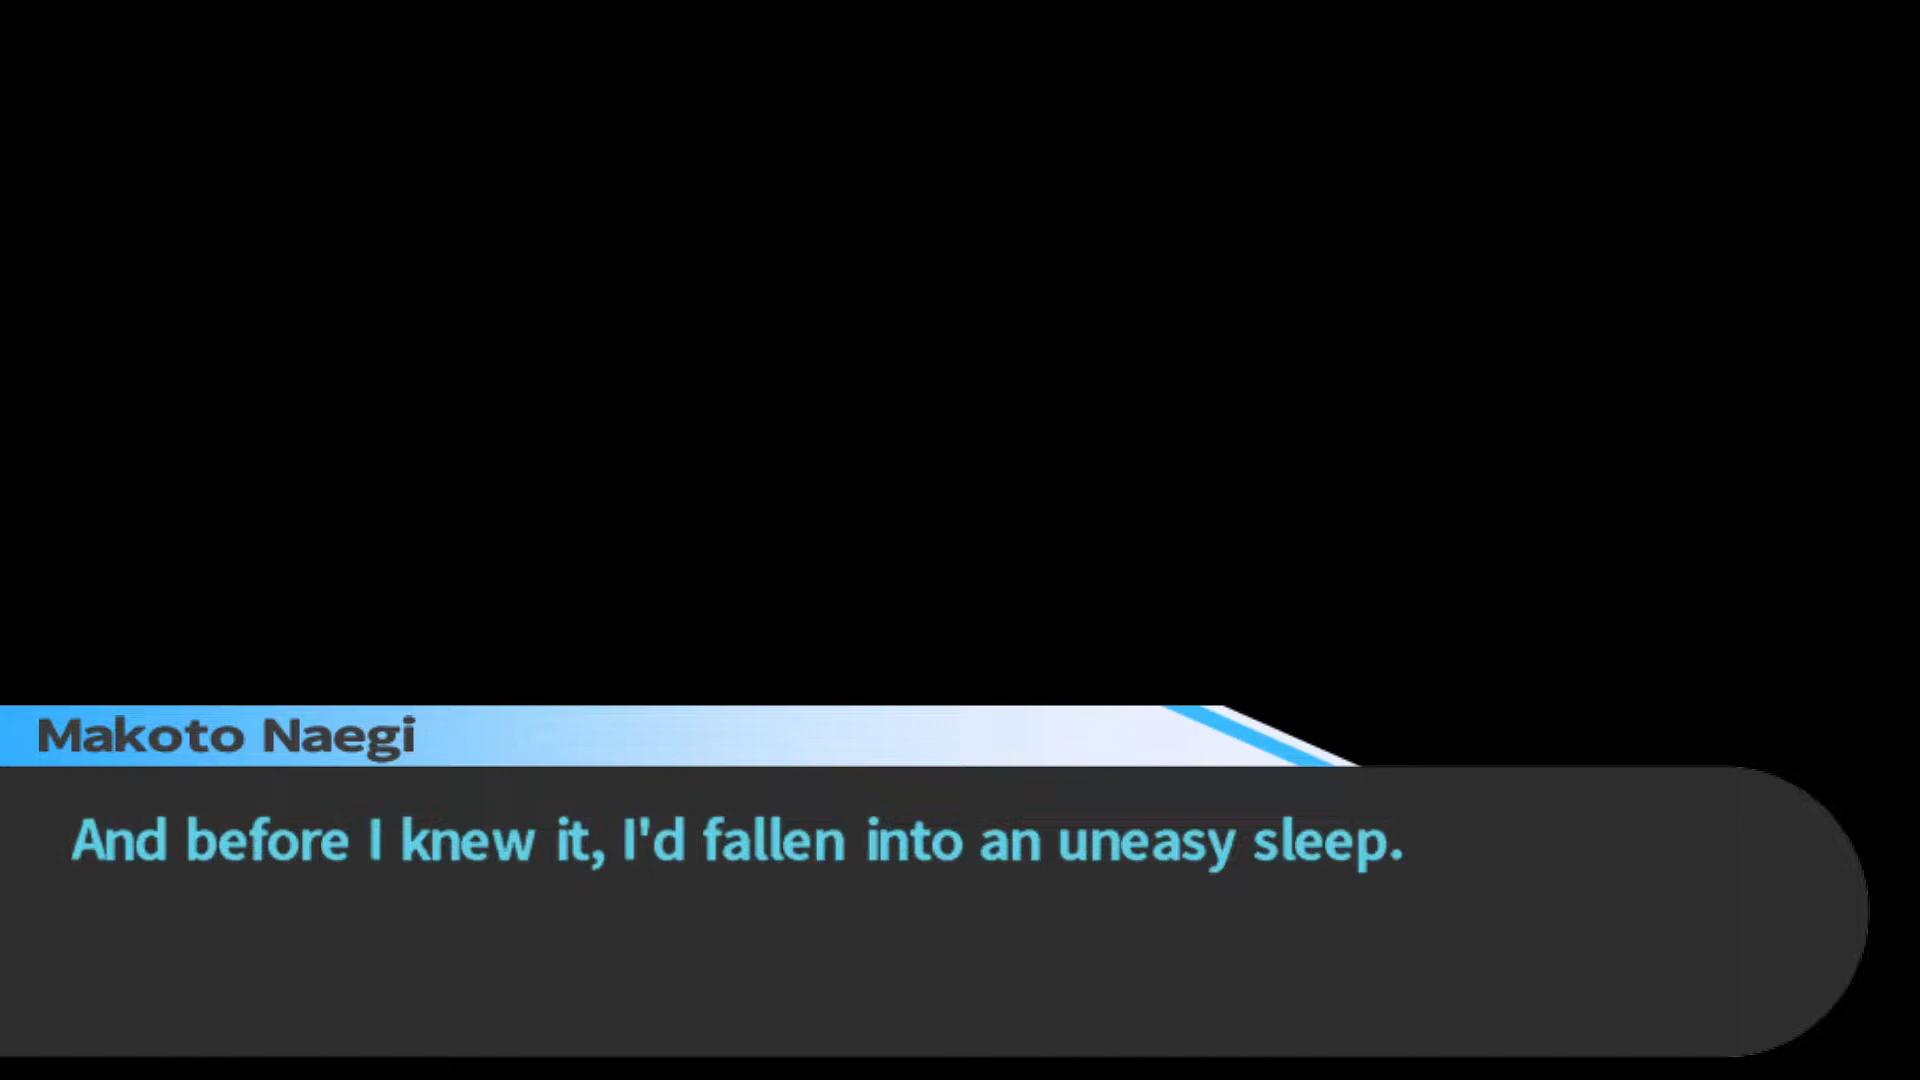 Makoto Naegi
And before I knew it, I'd fallen into an uneasy sleep.